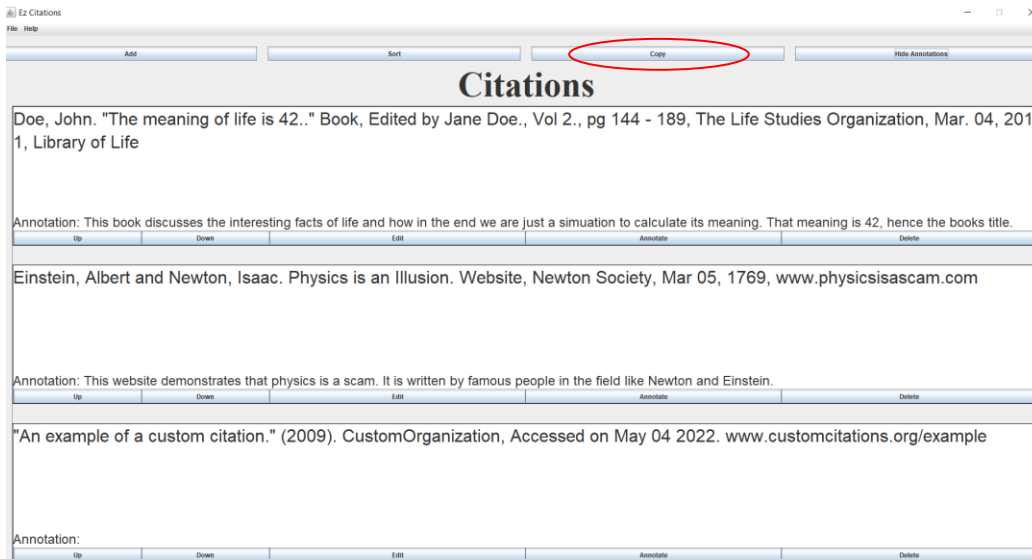 Ez Citations
File Help
Add Sort Copy Hide Annotations
Citations
Doe, John. "The meaning of life is 42.." Book, Edited by Jane Doe., Vol 2., pg 144 - 189, The Life Studies Organization, Mar. 04, 201
1, Library of Life
Annotation: This book discusses the interesting facts of life and how in the end we are just a simuation to calculate its meaning. That meaning is 42, hence the books title.
Up Down Edit Annotate Delete
Einstein, Albert and Newton, Isaac. Physics is an Illusion. Website, Newton Society, Mar 05, 1769, www.physicsisascam.com
Annotation: This website demonstrates that physics is a scam. It is written by famous people in the field like Newton and Einstein.
Up Down Edit Annotate Delete
"An example of a custom citation." (2009). CustomOrganization, Accessed on May 04 2022. www.customcitations.org/example
Annotation:
Up Down Edit Annotate Delete